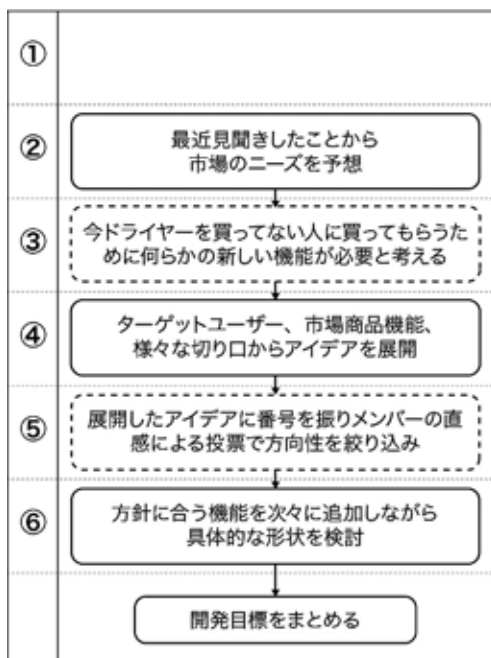 ①
②
最近見聞きしたことから
市場のニーズを予想
③
今ドライヤーを買ってない人に買ってもらうた
めに何らかの新しい機能が必要と考える
④
ターゲットユーザー、市場商品機能、
様々な切り口からアイデアを展開
⑤
展開したアイデアに番号を振りメンバーの直
感による投票で方向性を絞り込み
⑥
方針に合う機能を次々に追加しながら
具体的な形状を検討
開発目標をまとめる